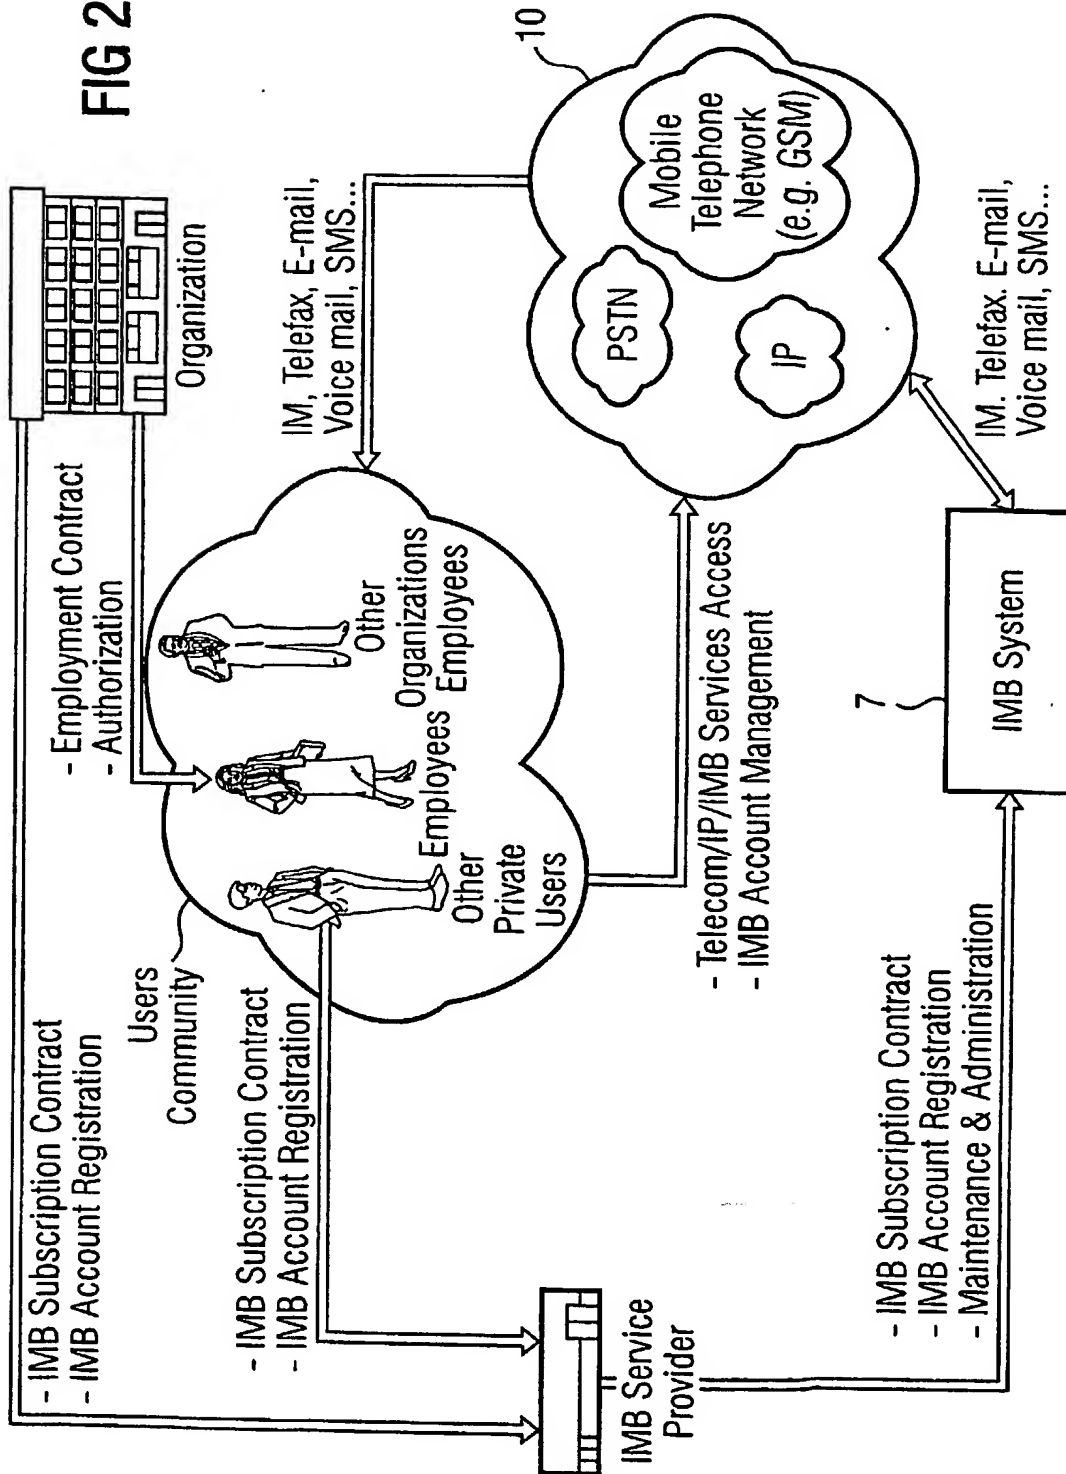 FIG 2
Organization
- IMB Subscription Contract
- IMB Account Registration
- Employment Contract
- Authorization
Users
Community
Other
Private
Users
Employees
Other
Organizations
Employees
- IMB Subscription Contract
- IMB Account Registration
IM, Telefax, E-mail,
Voice mail, SMS...
10
PSTN
IP
Mobile
Telephone
Network
(e.g. GSM)
- Telecom/IP/IMB Services Access
- IMB Account Management
IMB Service
Provider
- IMB Subscription Contract
- IMB Account Registration
- Maintenance & Administration
7
IMB System
IM. Telefax. E-mail,
Voice mail, SMS...